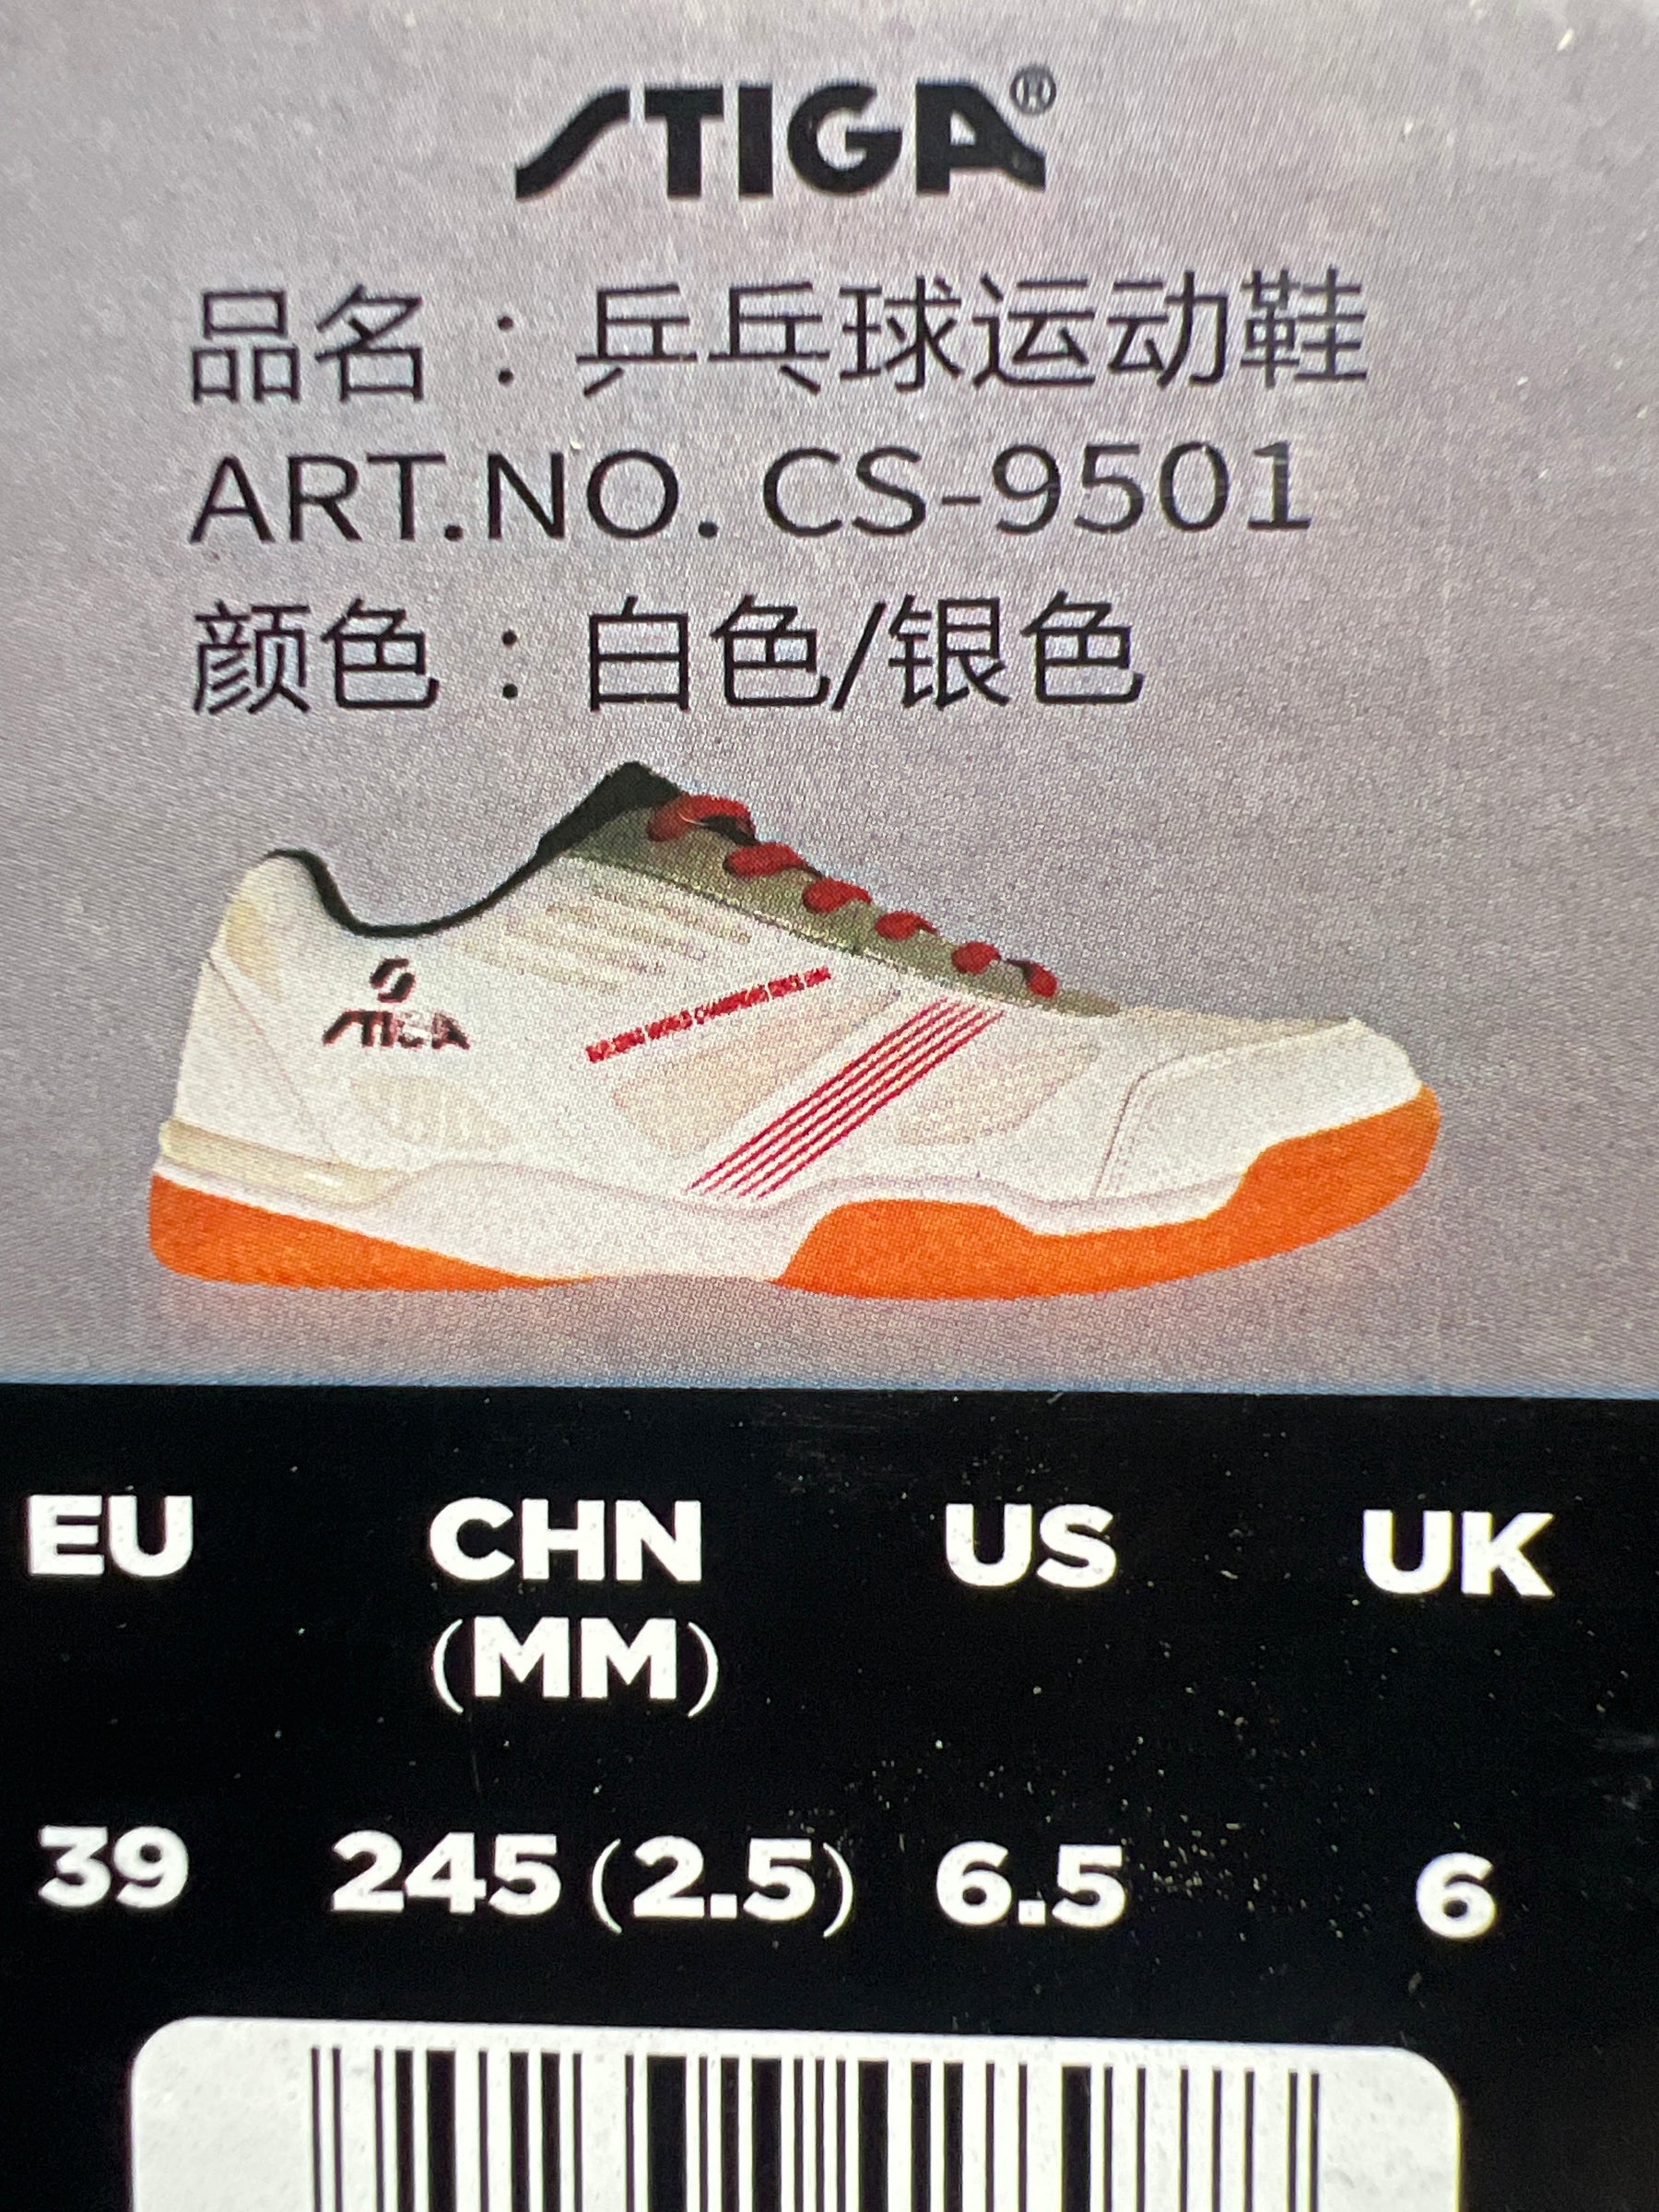 STIGA®
品名：乒乓球运动鞋
ART.NO. CS-9501
颜色：白色/银色
STIGA
EU CHN US UK
(MM)
39 245(2.5) 6.5 6